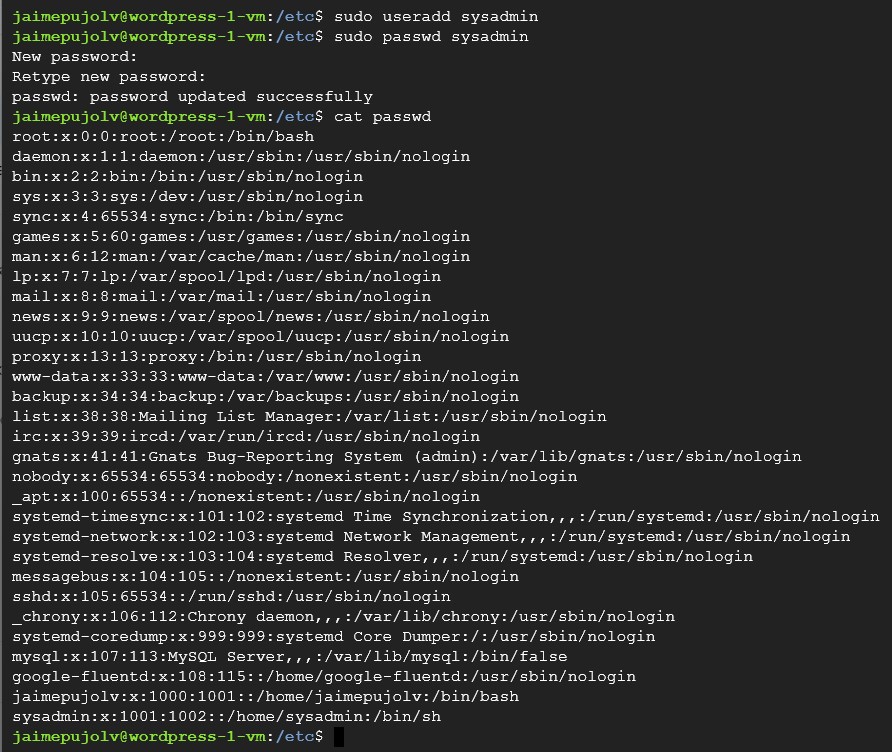 jaimepujolv@wordpress-1-vm:/etc$ sudo useradd sysadmin
jaimepujolv@wordpress-1-vm:/etc$ sudo passwd sysadmin
New password:
Retype new password:
passwd: password updated successfully
jaimepujolv@wordpress-1-vm:/etc$ cat passwd
root:x:0:0:root:/root:/bin/bash
daemon:x:1:1:daemon:/usr/sbin:/usr/sbin/nologin
bin:x:2:2:bin:/bin:/usr/sbin/nologin
sys:x:3:3:sys:/dev:/usr/sbin/nologin
sync:x:4:65534:sync:/bin:/bin/sync
games:x:5:60:games:/usr/games:/usr/sbin/nologin
man:x:6:12:man:/var/cache/man:/usr/sbin/nologin
lp:x:7:7:lp:/var/spool/lpd:/usr/sbin/nologin
mail:x:8:8:mail:/var/mail:/usr/sbin/nologin
news:x:9:9:news:/var/spool/news:/usr/sbin/nologin
uucp:x:10:10:uucp:/var/spool/uucp:/usr/sbin/nologin
proxy:x:13:13:proxy:/bin:/usr/sbin/nologin
www-data:x:33:33:www-data:/var/www:/usr/sbin/nologin
backup:x:34:34:backup:/var/backups:/usr/sbin/nologin
list:x:38:38:Mailing List Manager:/var/list:/usr/sbin/nologin
irc:x:39:39:ircd:/var/run/ircd:/usr/sbin/nologin
gnats:x:41:41:Gnats Bug-Reporting System (admin):/var/lib/gnats:/usr/sbin/nologin
nobody:x:65534:65534:nobody:/nonexistent:/usr/sbin/nologin
_apt:x:100:65534::/nonexistent:/usr/sbin/nologin
systemd-timesync:x:101:102:systemd Time Synchronization,,,:/run/systemd:/usr/sbin/nologin
systemd-network:x:102:103:systemd Network Management,,,:/run/systemd:/usr/sbin/nologin
systemd-resolve:x:103:104:systemd Resolver,,,:/run/systemd:/usr/sbin/nologin
messagebus:x:104:105::/nonexistent:/usr/sbin/nologin
sshd:x:105:65534::/run/sshd:/usr/sbin/nologin
_chrony:x:106:112:Chrony daemon,,,:/var/lib/chrony:/usr/sbin/nologin
systemd-coredump:x:999:999:systemd Core Dumper:/:/usr/sbin/nologin
mysql:x:107:113:MySQL Server,,,:/var/lib/mysql:/bin/false
google-fluentd:x:108:115::/home/google-fluentd:/usr/sbin/nologin
jaimepujolv:x:1000:1001::/home/jaimepujolv:/bin/bash
sysadmin:x:1001:1002::/home/sysadmin:/bin/sh
jaimepujolv@wordpress-1-vm:/etc$